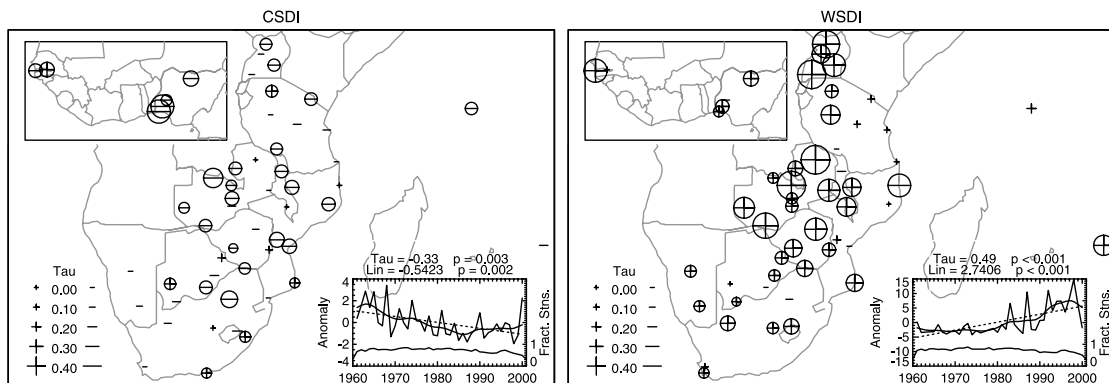 CSDI
Tau = -0.33 p = 0.003
Lin = -0.5423 p = 0.002
Tau
0.00
0.10
0.20
0.30
0.40
Anomaly
4
2
0
-2
-4
Fract. Stns.
1
0
1960 1970 1980 1990 2000
WSDI
Tau = 0.49 p < 0.001
Lin = 2.7406 p < 0.001
Tau
0.00
0.10
0.20
0.30
0.40
Anomaly
15
10
5
0
-5
-10
-15
Fract. Stns.
1
0
1960 1970 1980 1990 2000